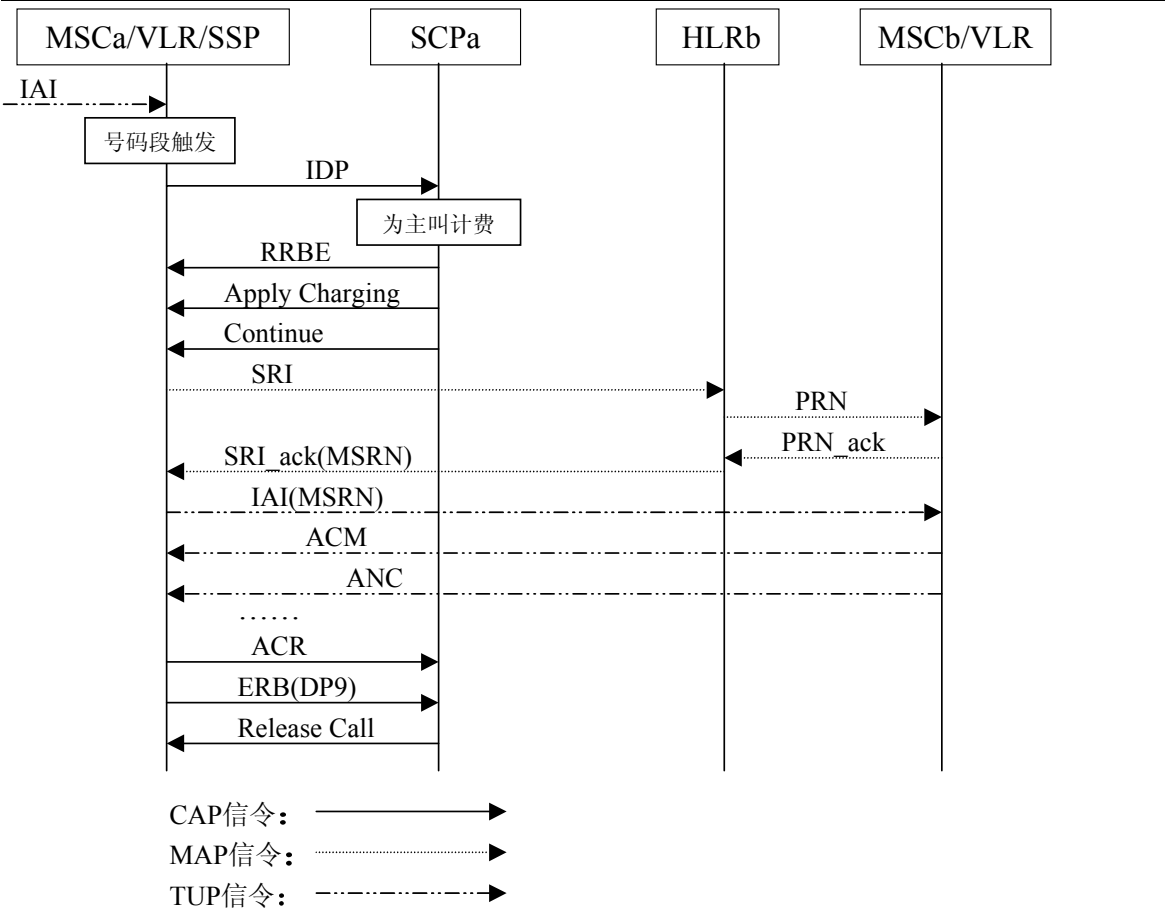 MSCa/VLR/SSP
SCPa
HLRb
MSCb/VLR
IAI
号码段触发
IDP
为主叫计费
RRBE
Apply Charging
Continue
SRI
PRN
PRN_ack
SRI_ack(MSRN)
IAI(MSRN)
ACM
ANC
......
ACR
ERB(DP9)
Release Call
CAP信令：
MAP信令：
TUP信令：